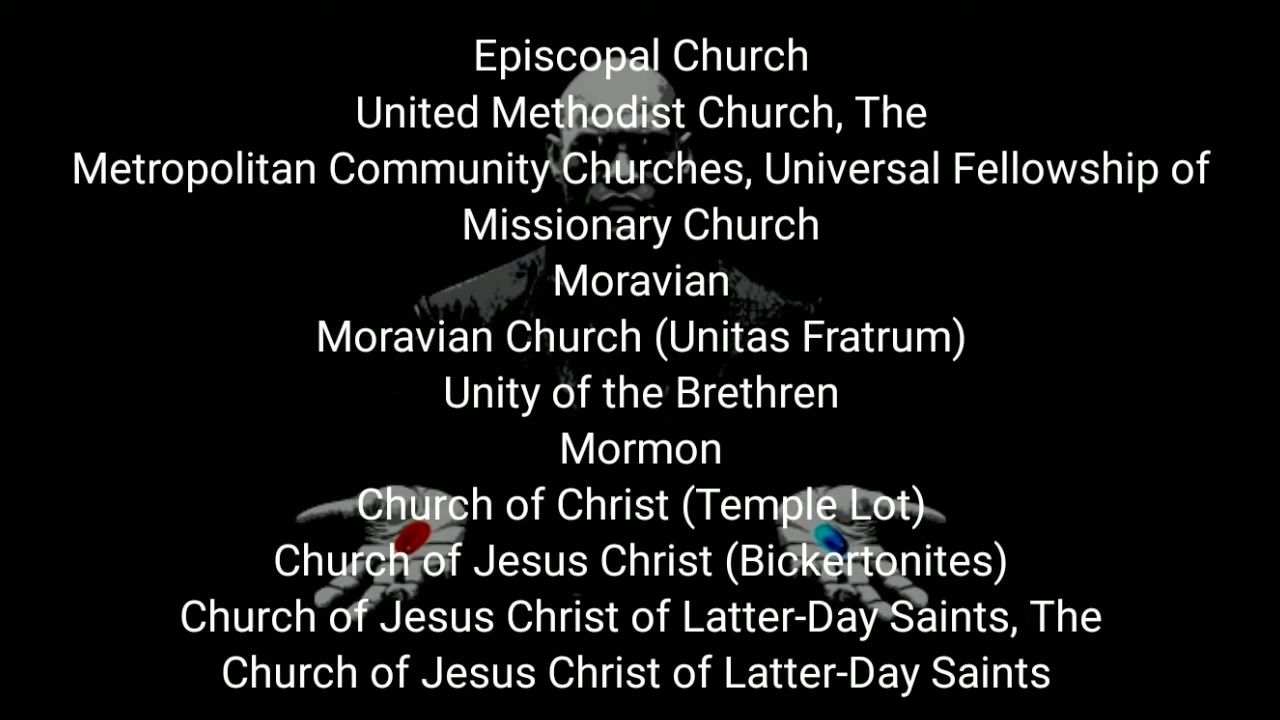 Episcopal Church
United Methodist Church, The
Metropolitan Community Churches, Universal Fellowship of
Missionary Church
Moravian
Moravian Church (Unitas Fratrum)
Unity of the Brethren
Mormon
Church of Christ (Temple Lot)
Church of Jesus Christ (Bickertonites)
Church of Jesus Christ of Latter-Day Saints, The
Church of Jesus Christ of Latter-Day Saints